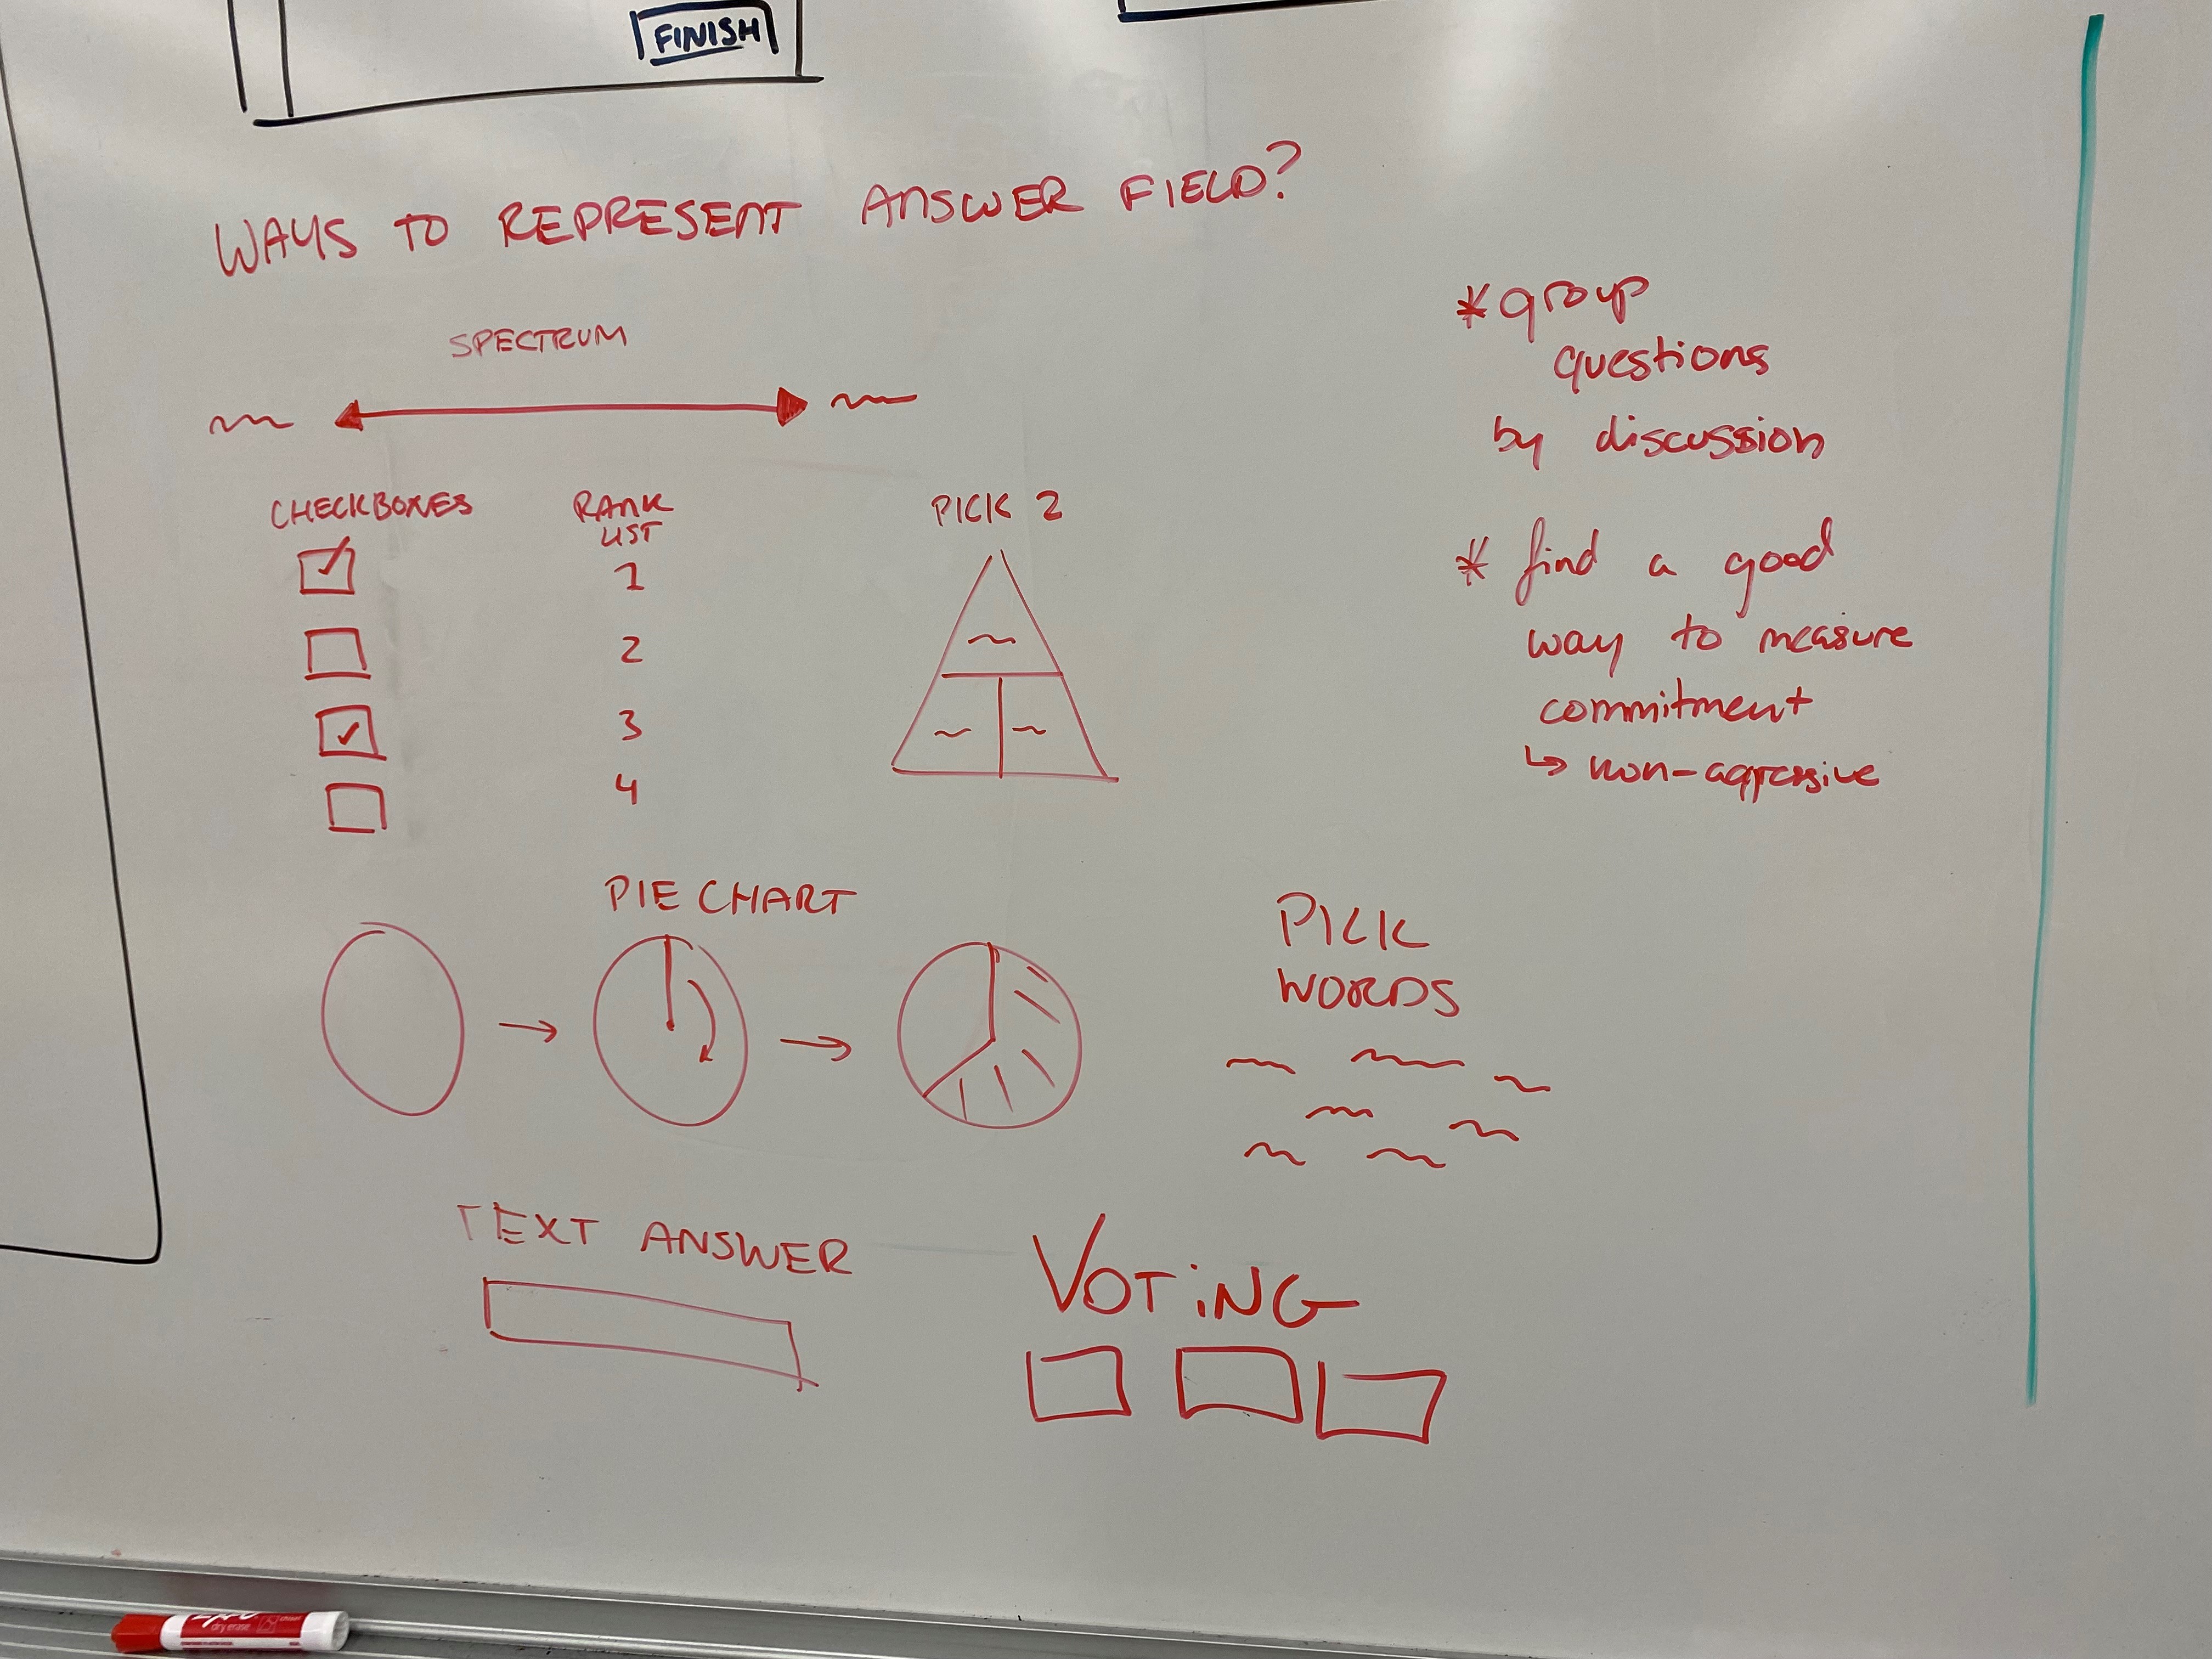 FINISH
WAYS TO REPRESENT ANSWER FIELD?
SPECTRUM
CHECKBOXES
RANK
LIST
1
2
3
4
PICK 2
* group
questions
by discussion
* find a good
way to measure
commitment
↳ non-aggressive
PIE CHART
PICK
WORDS
TEXT ANSWER
VOTiNG
EXPO
dry erase